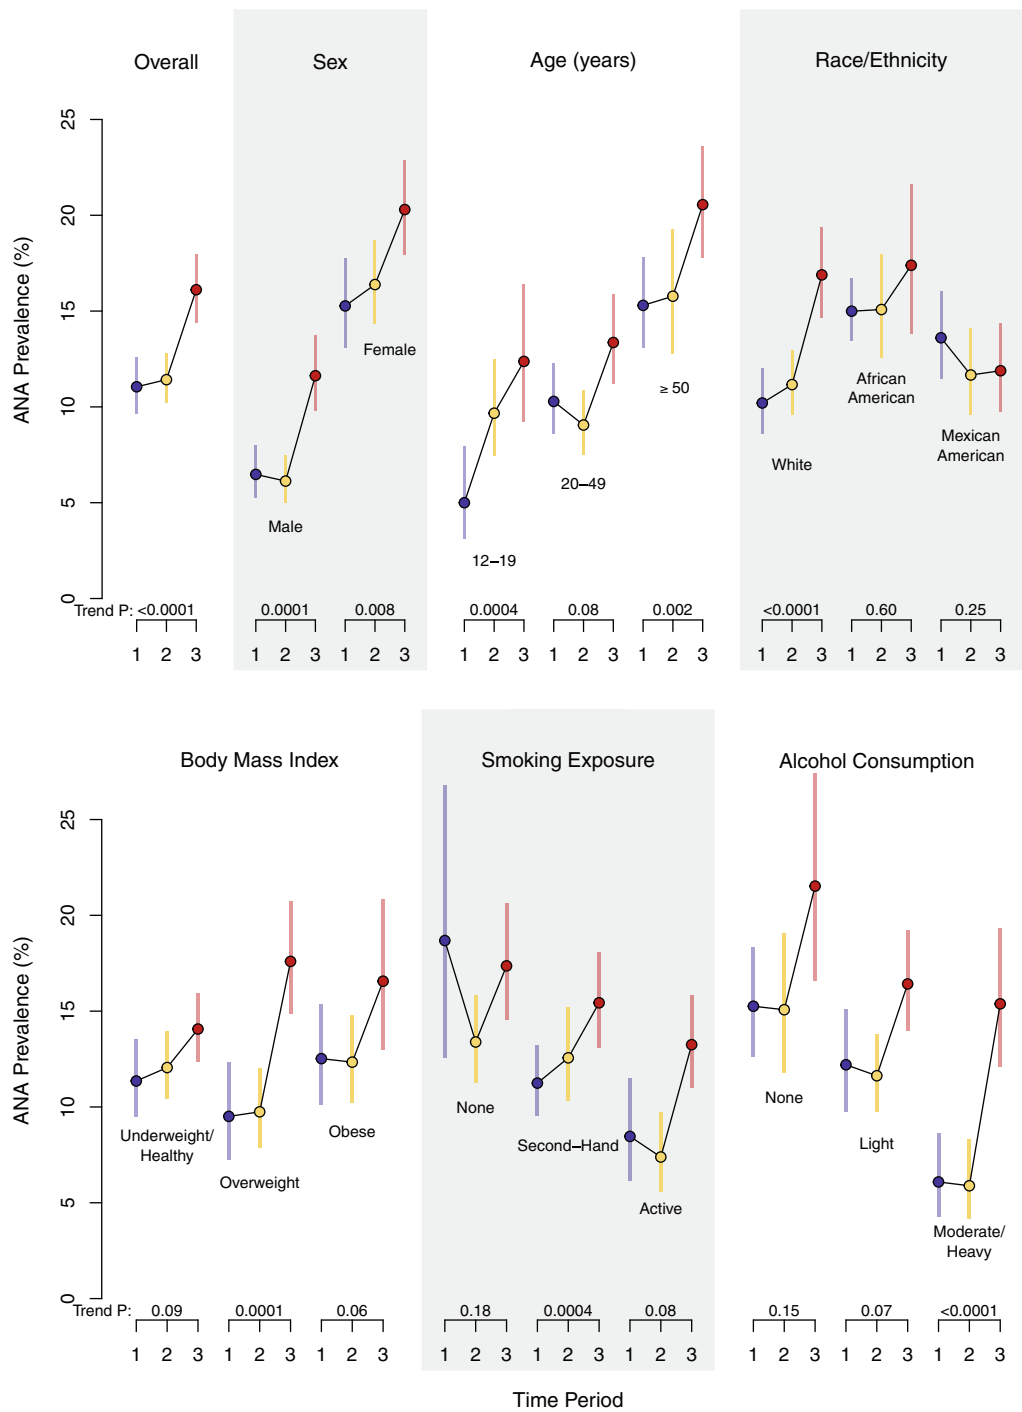 Overall Sex Age (years) Race/Ethnicity
ANA Prevalence (%)
25
20
15
10
5
0
Female
Male
≥ 50
20–49
12–19
African
American
White
Mexican
American
Trend P: <0.0001 0.0001 0.008 0.0004 0.08 0.002 <0.0001 0.60 0.25
1 2 3 1 2 3 1 2 3 1 2 3 1 2 3 1 2 3 1 2 3 1 2 3 1 2 3
Body Mass Index Smoking Exposure Alcohol Consumption
ANA Prevalence (%)
25
20
15
10
5
0
Underweight/
Healthy
Overweight
Obese
None
Second–Hand
Active
None
Light
Moderate/
Heavy
Trend P: 0.09 0.0001 0.06 0.18 0.0004 0.08 0.15 0.07 <0.0001
1 2 3 1 2 3 1 2 3 1 2 3 1 2 3 1 2 3 1 2 3 1 2 3 1 2 3
Time Period